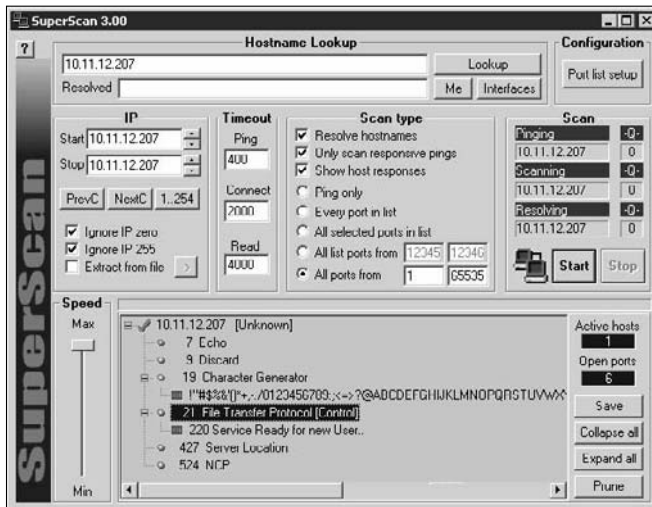 SuperScan 3.00
?
SuperScan
Hostname Lookup
10.11.12.207
Lookup
Resolved
Me
Interfaces
Configuration
Port list setup
IP
Start 10.11.12.207
Stop 10.11.12.207
PrevC NextC 1..254
Ignore IP zero
Ignore IP 255
Extract from file >
Timeout
Ping
400
Connect
2000
Read
4000
Scan type
Resolve hostnames
Only scan responsive pings
Show host responses
Ping only
Every port in list
All selected ports in list
All list ports from 12345 12346
All ports from 1 65535
Scan
Pinging -0-
10.11.12.207 0
Scanning -0-
10.11.12.207 0
Resolving -0-
10.11.12.207 0
Start Stop
Speed
Max
Min
10.11.12.207 [Unknown]
7 Echo
9 Discard
19 Character Generator
!"#$%&'()*+,-./0123456789:;<=>?@ABCDEFGHIJKLMNOPQRSTUVWX
21 File Transfer Protocol [Control]
220 Service Ready for new User..
427 Server Location
524 NCP
Active hosts
1
Open ports
6
Save
Collapse all
Expand all
Prune